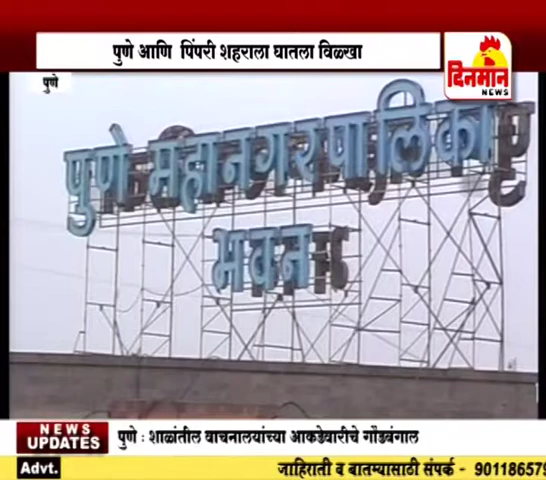 पुणे आणि पिंपरी शहराला घातला विळखा
दिनमान
NEWS
पुणे
पुणे महानगरपालिका
भवन
NEWS
UPDATES
पुणे : शाळांतील वाचनालयांच्या आकडेवारीचे गौडबंगाल
Advt.
जाहिराती व बातम्यासाठी संपर्क - 901186579